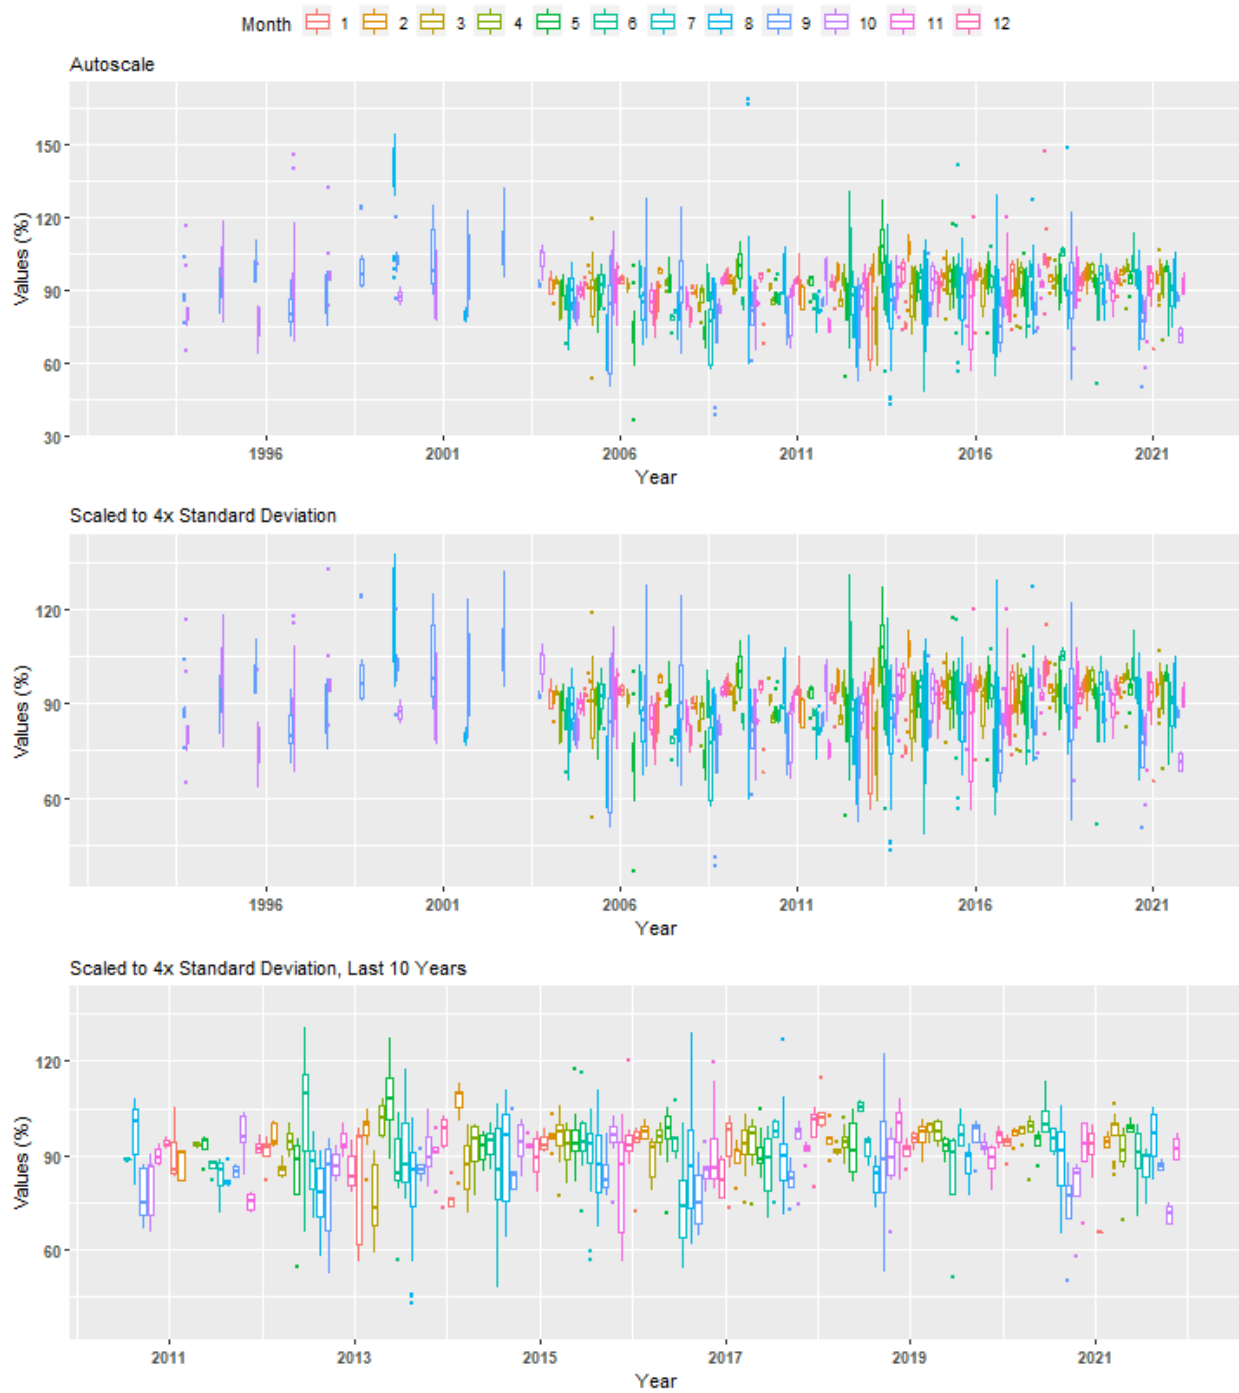 Month 1 2 3 4 5 6 7 8 9 10 11 12
Autoscale
Values (%)
150
120
90
60
30
1996 2001 2006 2011 2016 2021
Year
Scaled to 4x Standard Deviation
Values (%)
120
90
60
1996 2001 2006 2011 2016 2021
Year
Scaled to 4x Standard Deviation, Last 10 Years
Values (%)
120
90
60
2011 2013 2015 2017 2019 2021
Year